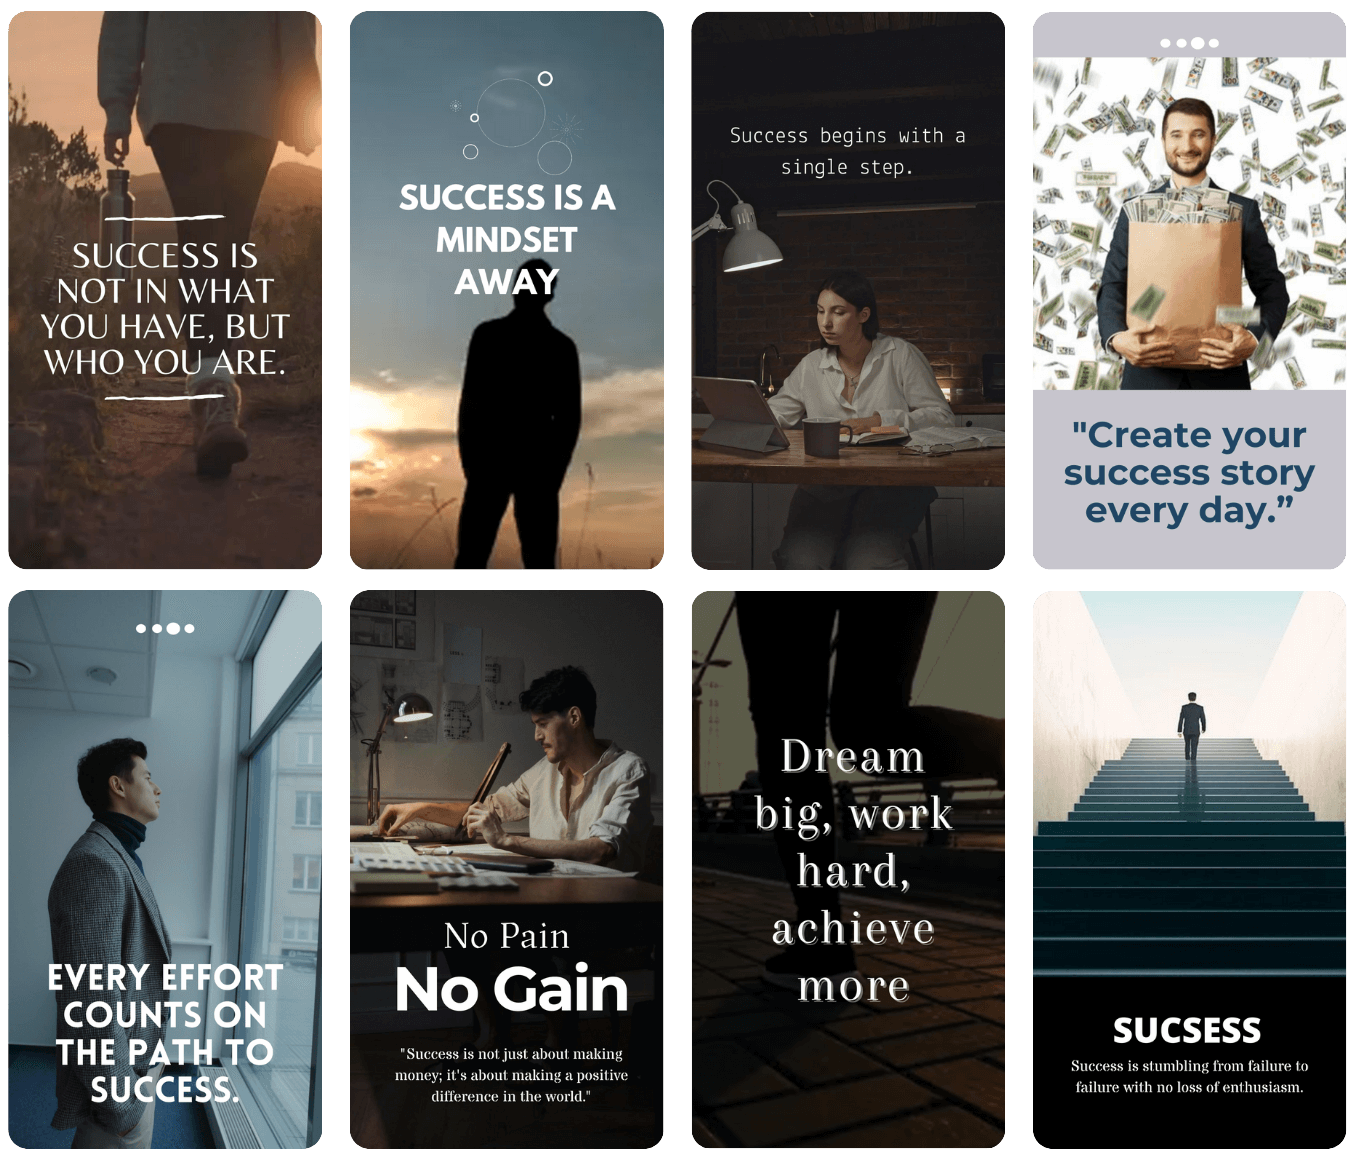 SUCCESS IS
NOT IN WHAT
YOU HAVE, BUT
WHO YOU ARE.
SUCCESS IS A
MINDSET
AWAY
Success begins with a
single step.
"Create your
success story
every day.”
EVERY EFFORT
COUNTS ON
THE PATH TO
SUCCESS.
No Pain
No Gain
"Success is not just about making
money; it's about making a positive
difference in the world."
Dream
big, work
hard,
achieve
more
SUCSESS
Success is stumbling from failure to
failure with no loss of enthusiasm.